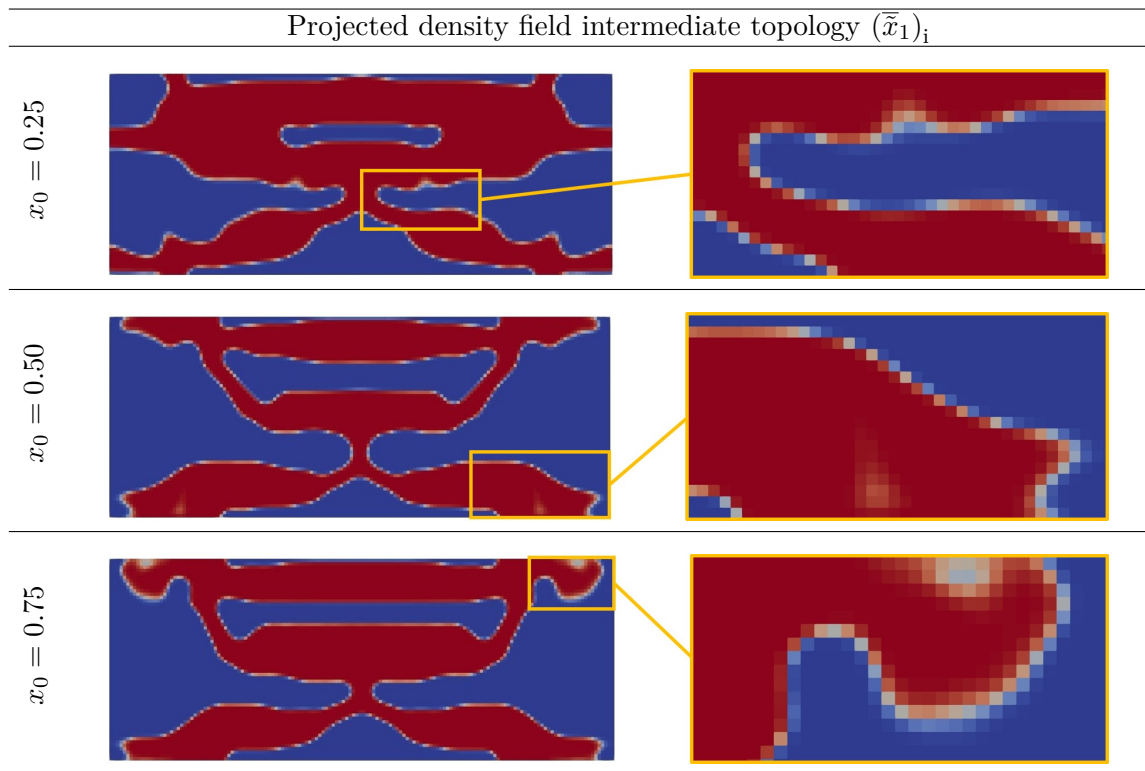 Projected density field intermediate topology (x̃̅₁)ᵢ
x₀ = 0.25
x₀ = 0.50
x₀ = 0.75